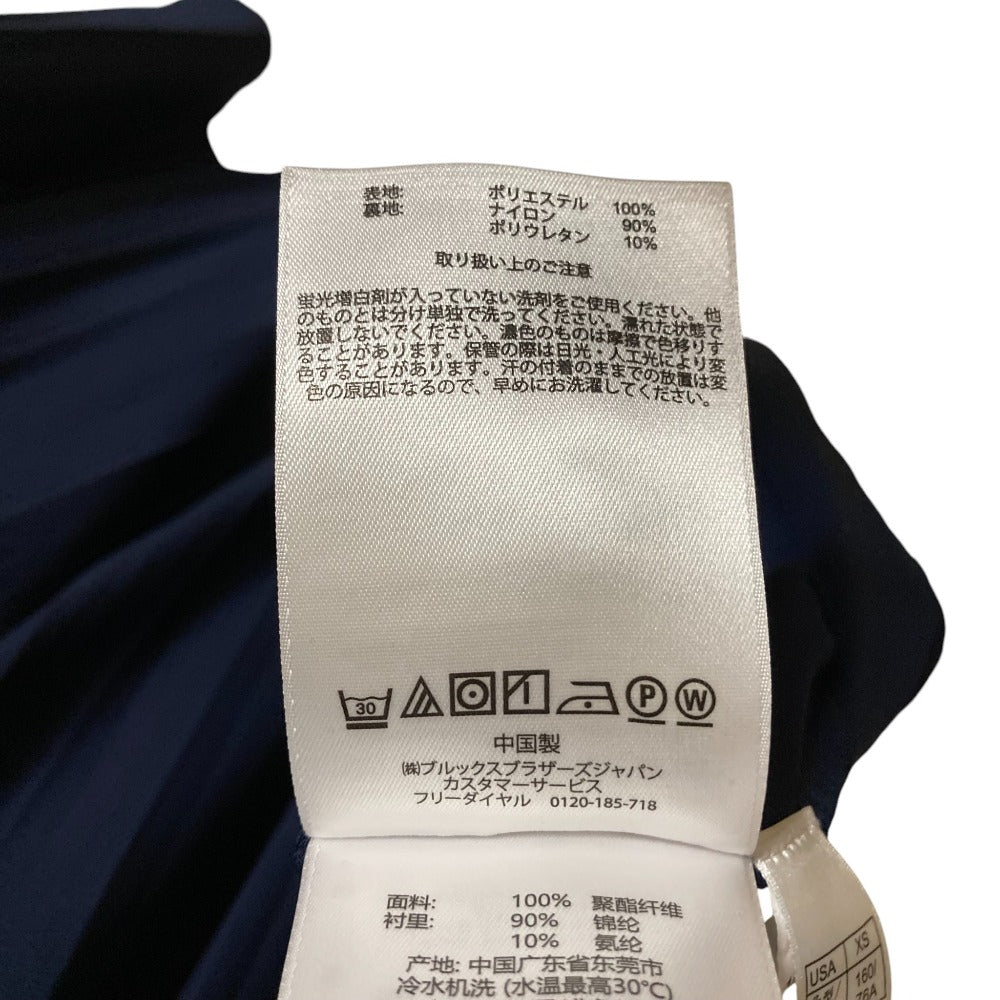 表地: ポリエステル 100%
裏地: ナイロン 90%
ポリウレタン 10%
取り扱い上のご注意
蛍光増白剤が入っていない洗剤をご使用ください。他
のものとは分け単独で洗ってください。濡れた状態で
放置しないでください。濃色のものは摩擦で色移りす
ることがあります。保管の際は日光・人工光により変
色することがあります。汗の付着のままでの放置は変
色の原因になるので、早めにお洗濯してください。
30 P W
中国製
㈱ブルックスブラザーズジャパン
カスタマーサービス
フリーダイヤル 0120-185-718
面料: 100% 聚酯纤维
衬里: 90% 锦纶
10% 氨纶
产地: 中国广东省东莞市
冷水机洗 (水温最高30°C)
USA XS
160/
76A